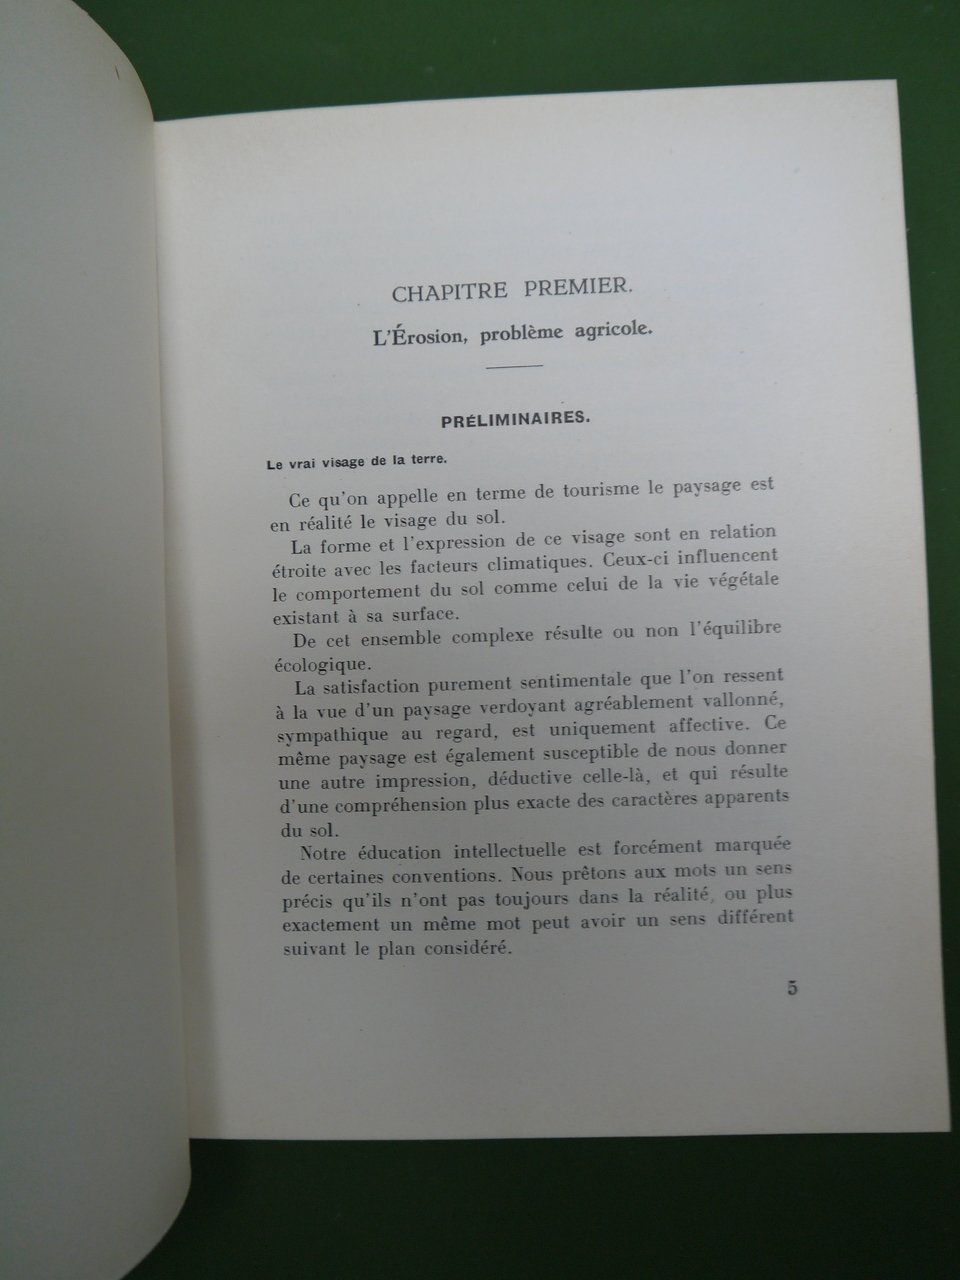 CHAPITRE PREMIER.
L'Érosion, problème agricole.
PRÉLIMINAIRES.
Le vrai visage de la terre.
Ce qu'on appelle en terme de tourisme le paysage est
en réalité le visage du sol.
La forme et l'expression de ce visage sont en relation
étroite avec les facteurs climatiques. Ceux-ci influencent
le comportement du sol comme celui de la vie végétale
existant à sa surface.
De cet ensemble complexe résulte ou non l'équilibre
écologique.
La satisfaction purement sentimentale que l'on ressent
à la vue d'un paysage verdoyant agréablement vallonné,
sympathique au regard, est uniquement affective. Ce
même paysage est également susceptible de nous donner
une autre impression, déductive celle-là, et qui résulte
d'une compréhension plus exacte des caractères apparents
du sol.
Notre éducation intellectuelle est forcément marquée
de certaines conventions. Nous prêtons aux mots un sens
précis qu'ils n'ont pas toujours dans la réalité, ou plus
exactement un même mot peut avoir un sens différent
suivant le plan considéré.
5